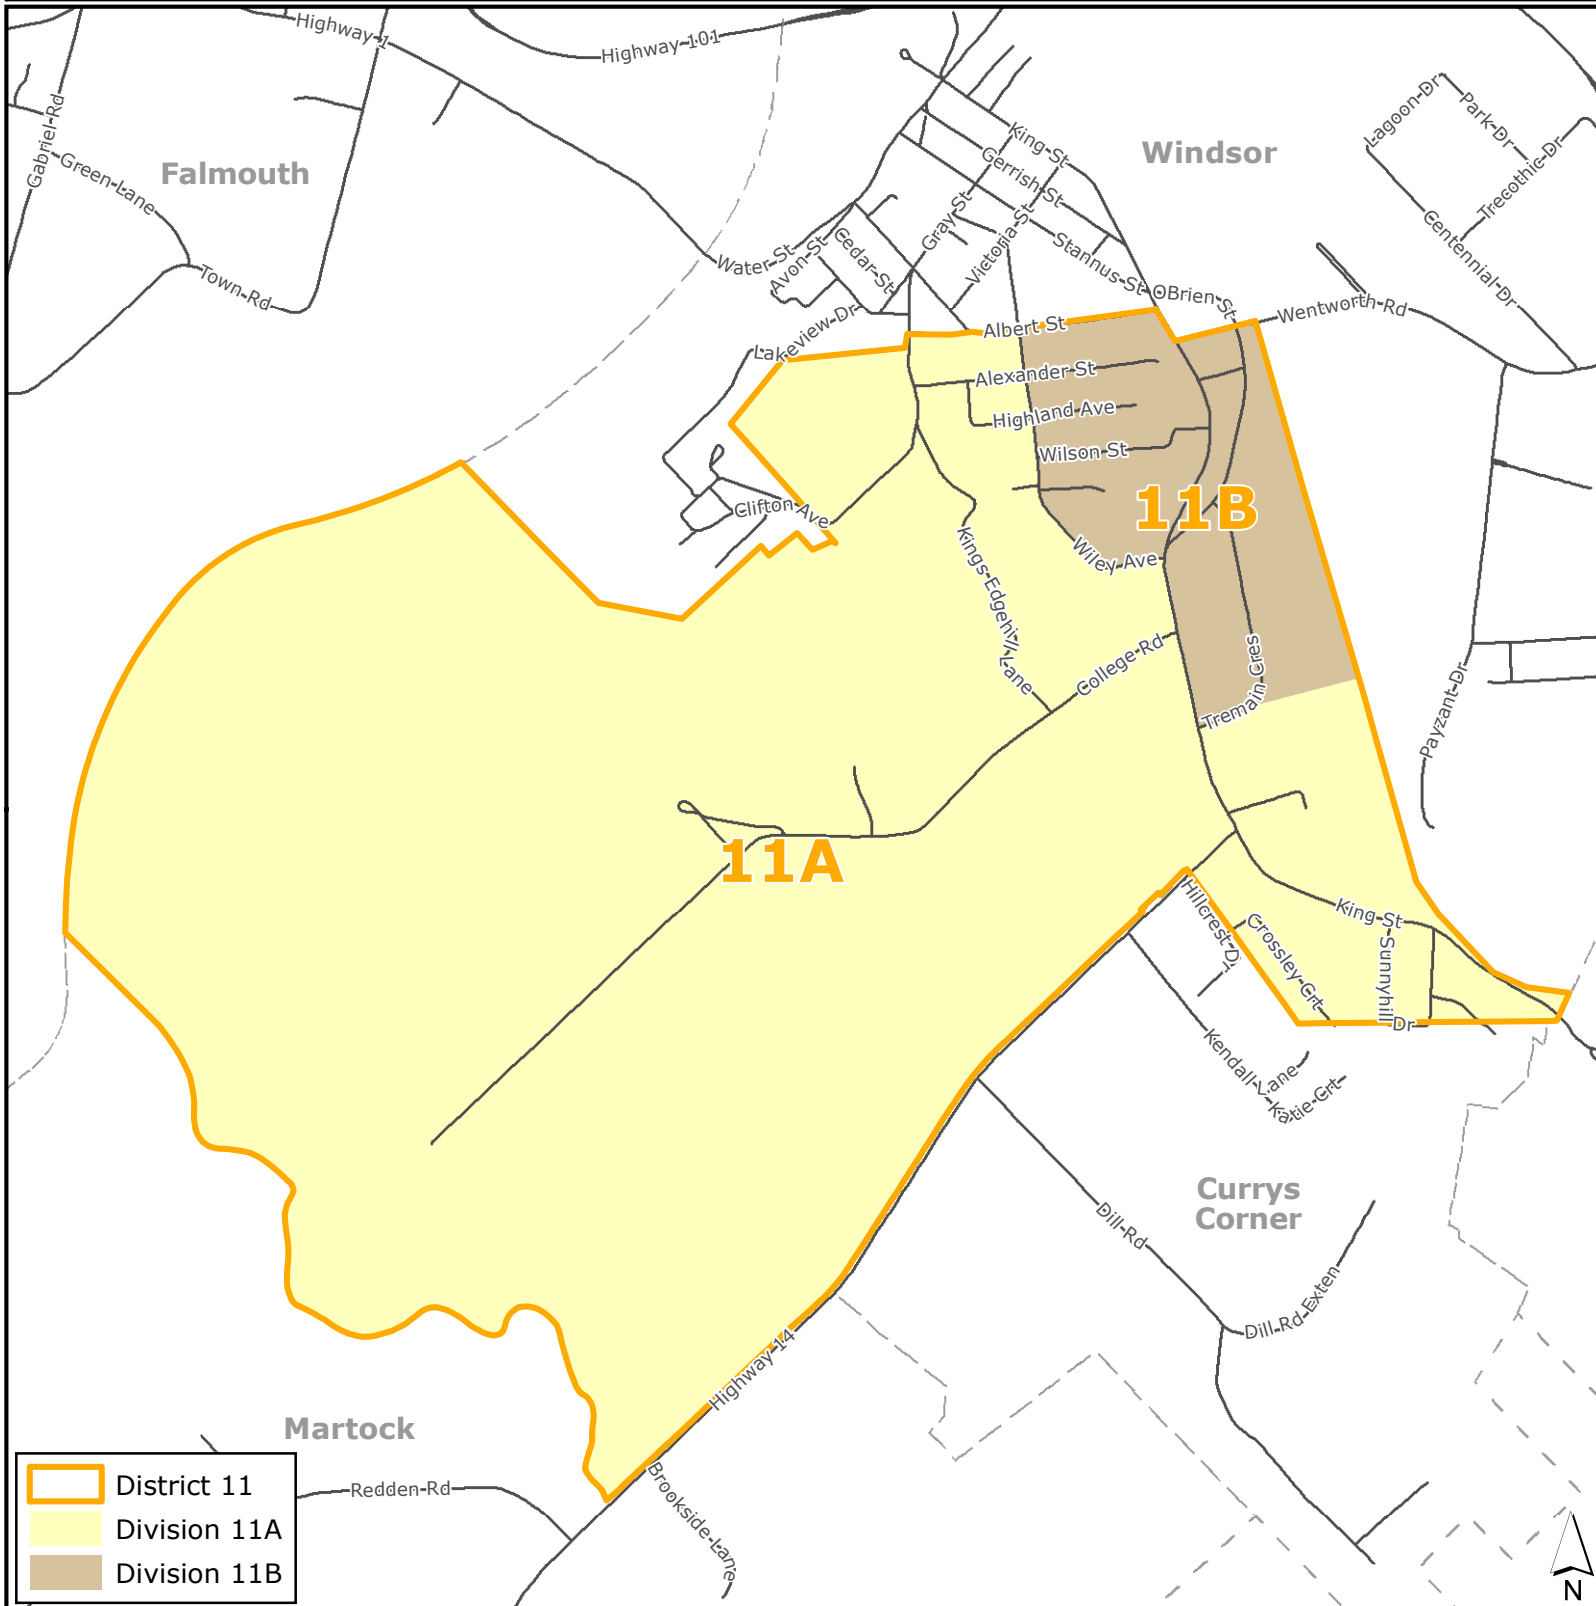 Highway 1
Highway 101
Gabriel Rd
Green Lane
Falmouth
Town Rd
Windsor
Lagoon Dr
Park Dr
Trecothic Dr
Centennial Dr
King St
Gerrish St
Gray St
Victoria St
Stannus St
OBrien St
Wentworth Rd
Water St
Avon St
Cedar St
Lakeview Dr
Albert St
Alexander St
Highland Ave
Wilson St
11B
Clifton Ave
Wiley Ave
Kings Edgehill Lane
College Rd
Tremain Cres
Payzant Dr
11A
King St
Hillcrest Dr
Crossley Crt
Sunnyhill Dr
Kendall Lane
Katie Crt
Currys
Corner
Dill Rd
Dill Rd Exten
Highway 14
Martock
Redden Rd
Brookside Lane
District 11
Division 11A
Division 11B
N